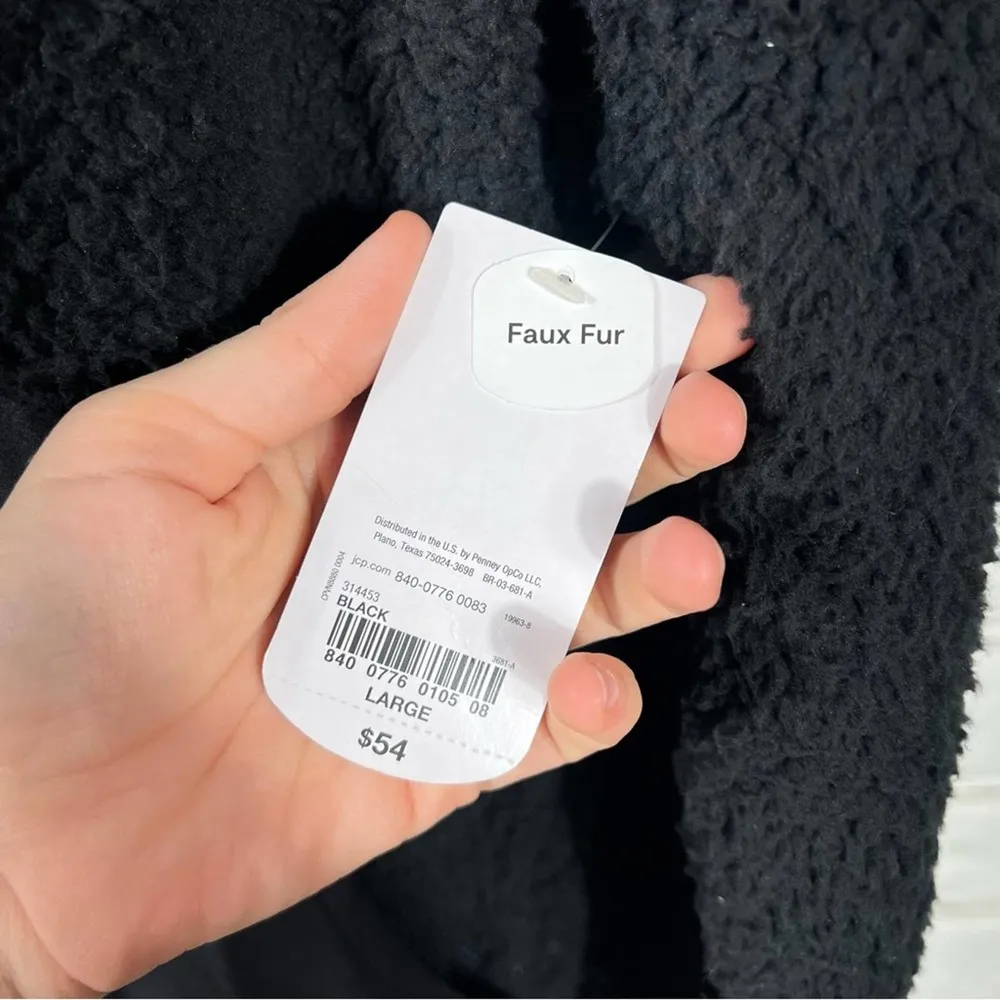 Faux Fur
Distributed in the U.S. by Penney OpCo LLC,
Plano, Texas 75024-3698 BR-03-681-A
jcp.com 840-0776 0083
19963-8
314453
BLACK
3681-A
840 0776 0105 08
LARGE
$54